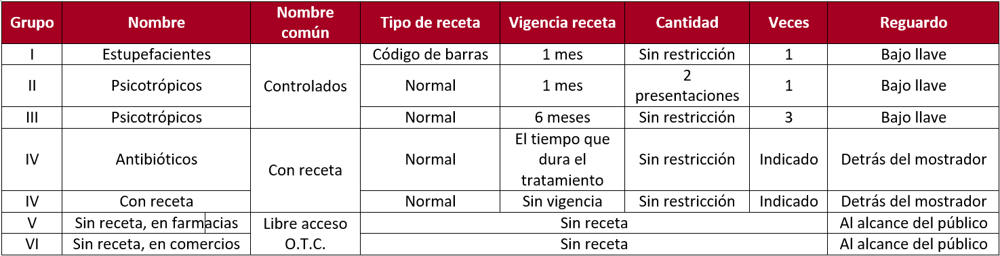 Grupo Nombre Nombre común Tipo de receta Vigencia receta Cantidad Veces Reguardo
I Estupefacientes Controlados Código de barras 1 mes Sin restricción 1 Bajo llave
II Psicotrópicos Normal 1 mes 2 presentaciones 1 Bajo llave
III Psicotrópicos Normal 6 meses Sin restricción 3 Bajo llave
IV Antibióticos Con receta Normal El tiempo que dura el tratamiento Sin restricción Indicado Detrás del mostrador
IV Con receta Normal Sin vigencia Sin restricción Indicado Detrás del mostrador
V Sin receta, en farmacias Libre acceso O.T.C. Sin receta Al alcance del público
VI Sin receta, en comercios Sin receta Al alcance del público